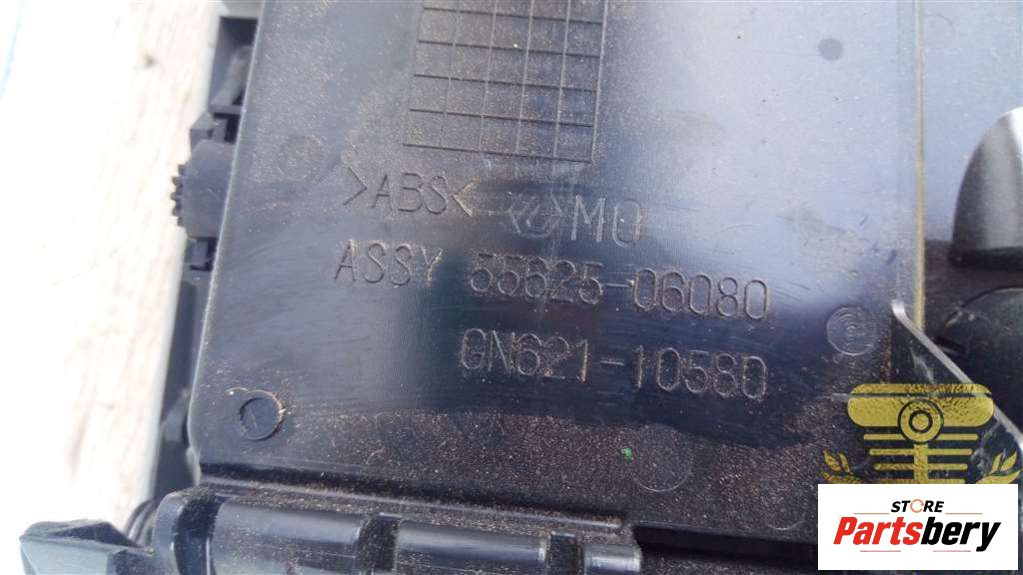 >ABS< MO
ASSY 55625-06080
GN621-10580
STORE
Partsbery